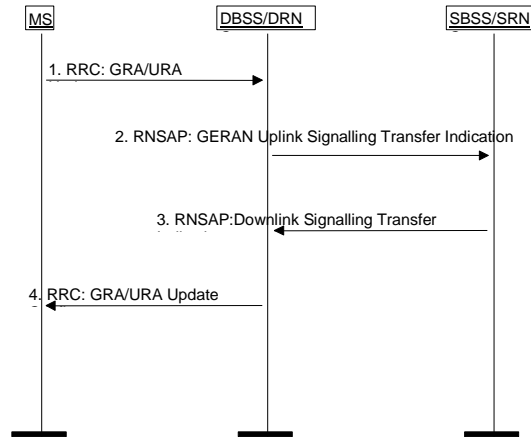 MS
DBSS/DRN
SBSS/SRN
1. RRC: GRA/URA
2. RNSAP: GERAN Uplink Signalling Transfer Indication
3. RNSAP:Downlink Signalling Transfer
4. RRC: GRA/URA Update